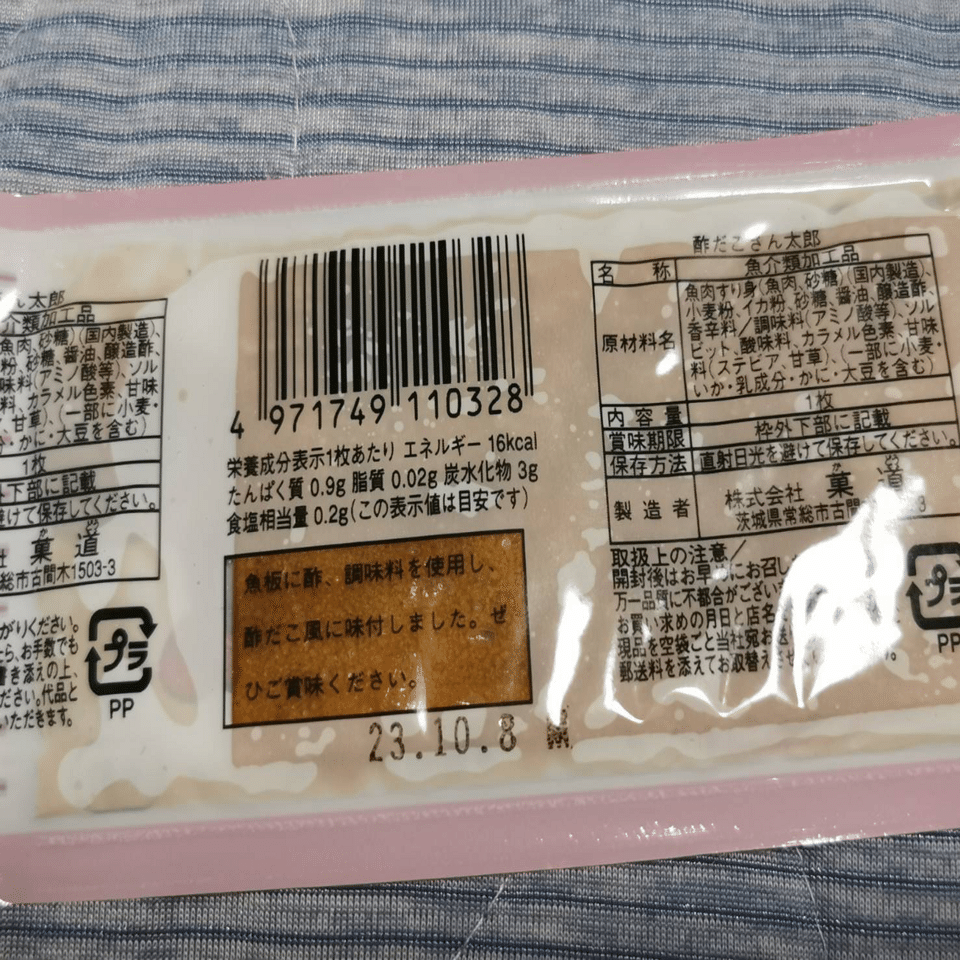 ん太郎
介類加工品
魚肉、砂糖)(国内製造)、
粉、砂糖、醤油、醸造酢、
味料(アミノ酸等)、ソル
料、カラメル色素、甘味
甘草)、(一部に小麦・
かに・大豆を含む)
1枚
下部に記載
避けて保存してください。
社 菓道
総市古間木1503-3
がりください。
ら、お手数でも
書き添えの上、
ださい。代品と
いただきます。
プラ
PP
4 971749 110328
栄養成分表示1枚あたり エネルギー 16kcal
たんぱく質 0.9g 脂質 0.02g 炭水化物 3g
食塩相当量 0.2g(この表示値は目安です)
魚板に酢、調味料を使用し、
酢だこ風に味付しました。ぜ
ひご賞味ください。
23.10.8 M
酢だこさん太郎
名称 魚介類加工品
原材料名 魚肉すり身(魚肉、砂糖)(国内製造)、
小麦粉、イカ粉、砂糖、醤油、醸造酢、
香辛料/調味料(アミノ酸等)、ソル
ビット、酸味料、カラメル色素、甘味
料(ステビア、甘草)、(一部に小麦・
いか・乳成分・かに・大豆を含む)
内容量 1枚
賞味期限 枠外下部に記載
保存方法 直射日光を避けて保存してください。
製造者 株式会社 菓道
茨城県常総市古間 3
取扱上の注意/
開封後はお早めにお召し
万一品質に不都合がござい
お買い求めの月日と店名
現品を空袋ごと当社宛お送
郵送料を添えてお取替え
プラ
PP